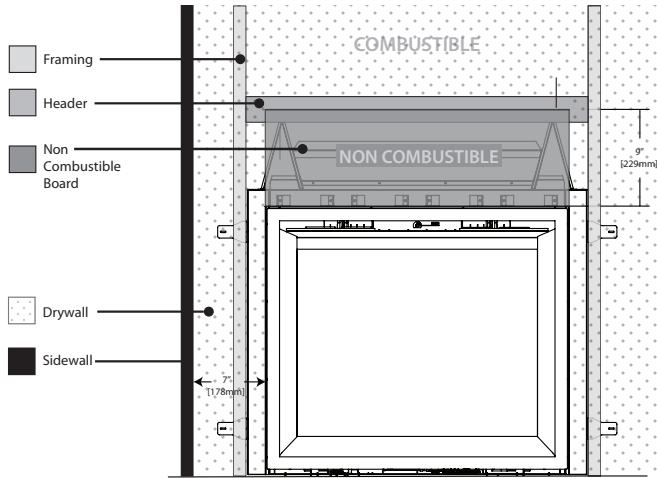 COMBUSTIBLE
Framing
Header
Non
Combustible
Board
NON COMBUSTIBLE
9"
[229mm]
Drywall
Sidewall
7"
[178mm]